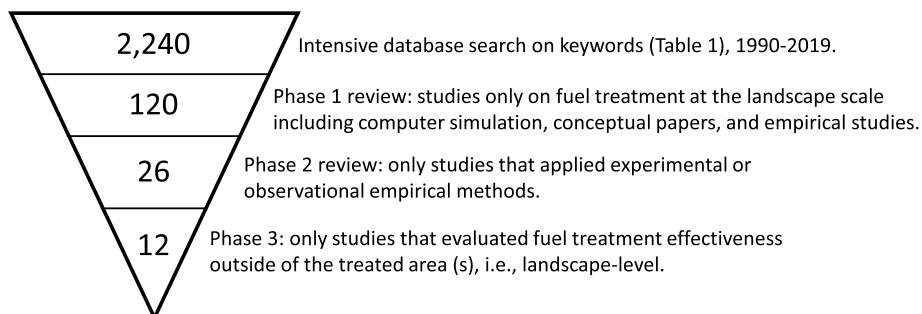 2,240
Intensive database search on keywords (Table 1), 1990-2019.
120
Phase 1 review: studies only on fuel treatment at the landscape scale
including computer simulation, conceptual papers, and empirical studies.
26
Phase 2 review: only studies that applied experimental or
observational empirical methods.
12
Phase 3: only studies that evaluated fuel treatment effectiveness
outside of the treated area (s), i.e., landscape-level.